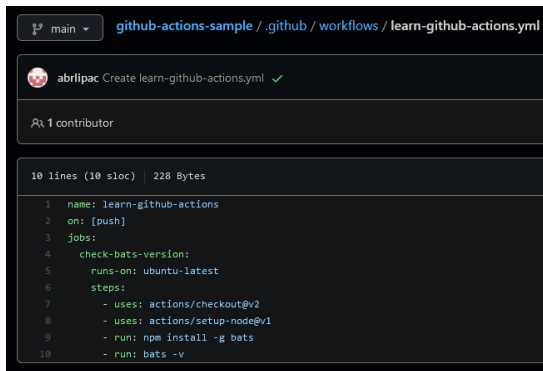 main
github-actions-sample / .github / workflows / learn-github-actions.yml
abrlipac Create learn-github-actions.yml
1 contributor
10 lines (10 sloc) 228 Bytes
1 name: learn-github-actions
2 on: [push]
3 jobs:
4   check-bats-version:
5     runs-on: ubuntu-latest
6     steps:
7       - uses: actions/checkout@v2
8       - uses: actions/setup-node@v1
9       - run: npm install -g bats
10       - run: bats -v